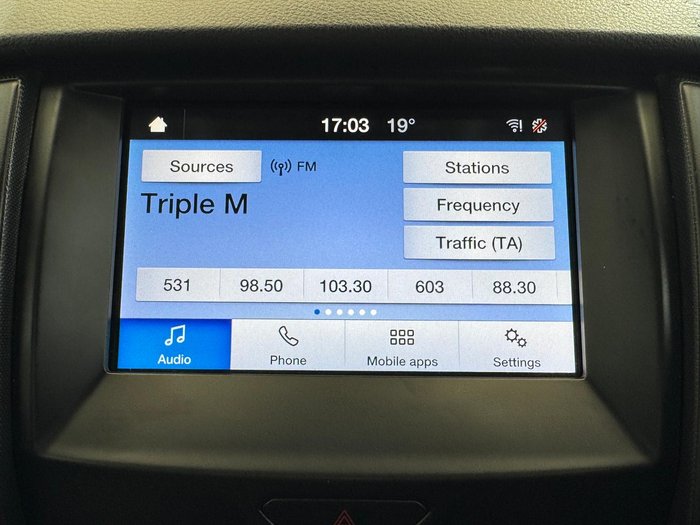 17:03 19°
Sources FM Stations
Triple M Frequency
Traffic (TA)
531 98.50 103.30 603 88.30
Audio Phone Mobile apps Settings